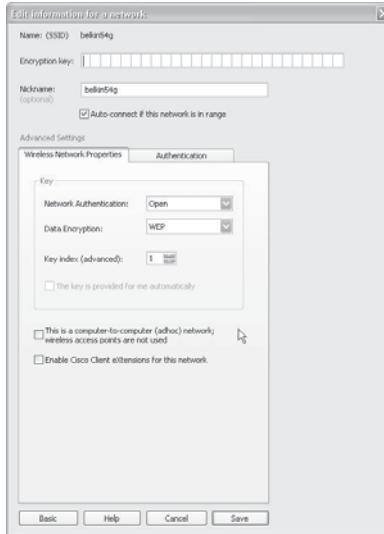 Edit information for a network
Name: (SSID) belkin54g
Encryption key:
Nickname: belkin54g
(optional)
Auto-connect if this network is in range
Advanced Settings
Wireless Network Properties Authentication
Key
Network Authentication: Open
Data Encryption: WEP
Key index (advanced): 1
The key is provided for me automatically
This is a computer-to-computer (adhoc) network;
wireless access points are not used
Enable Cisco Client eXtensions for this network
Basic Help Cancel Save